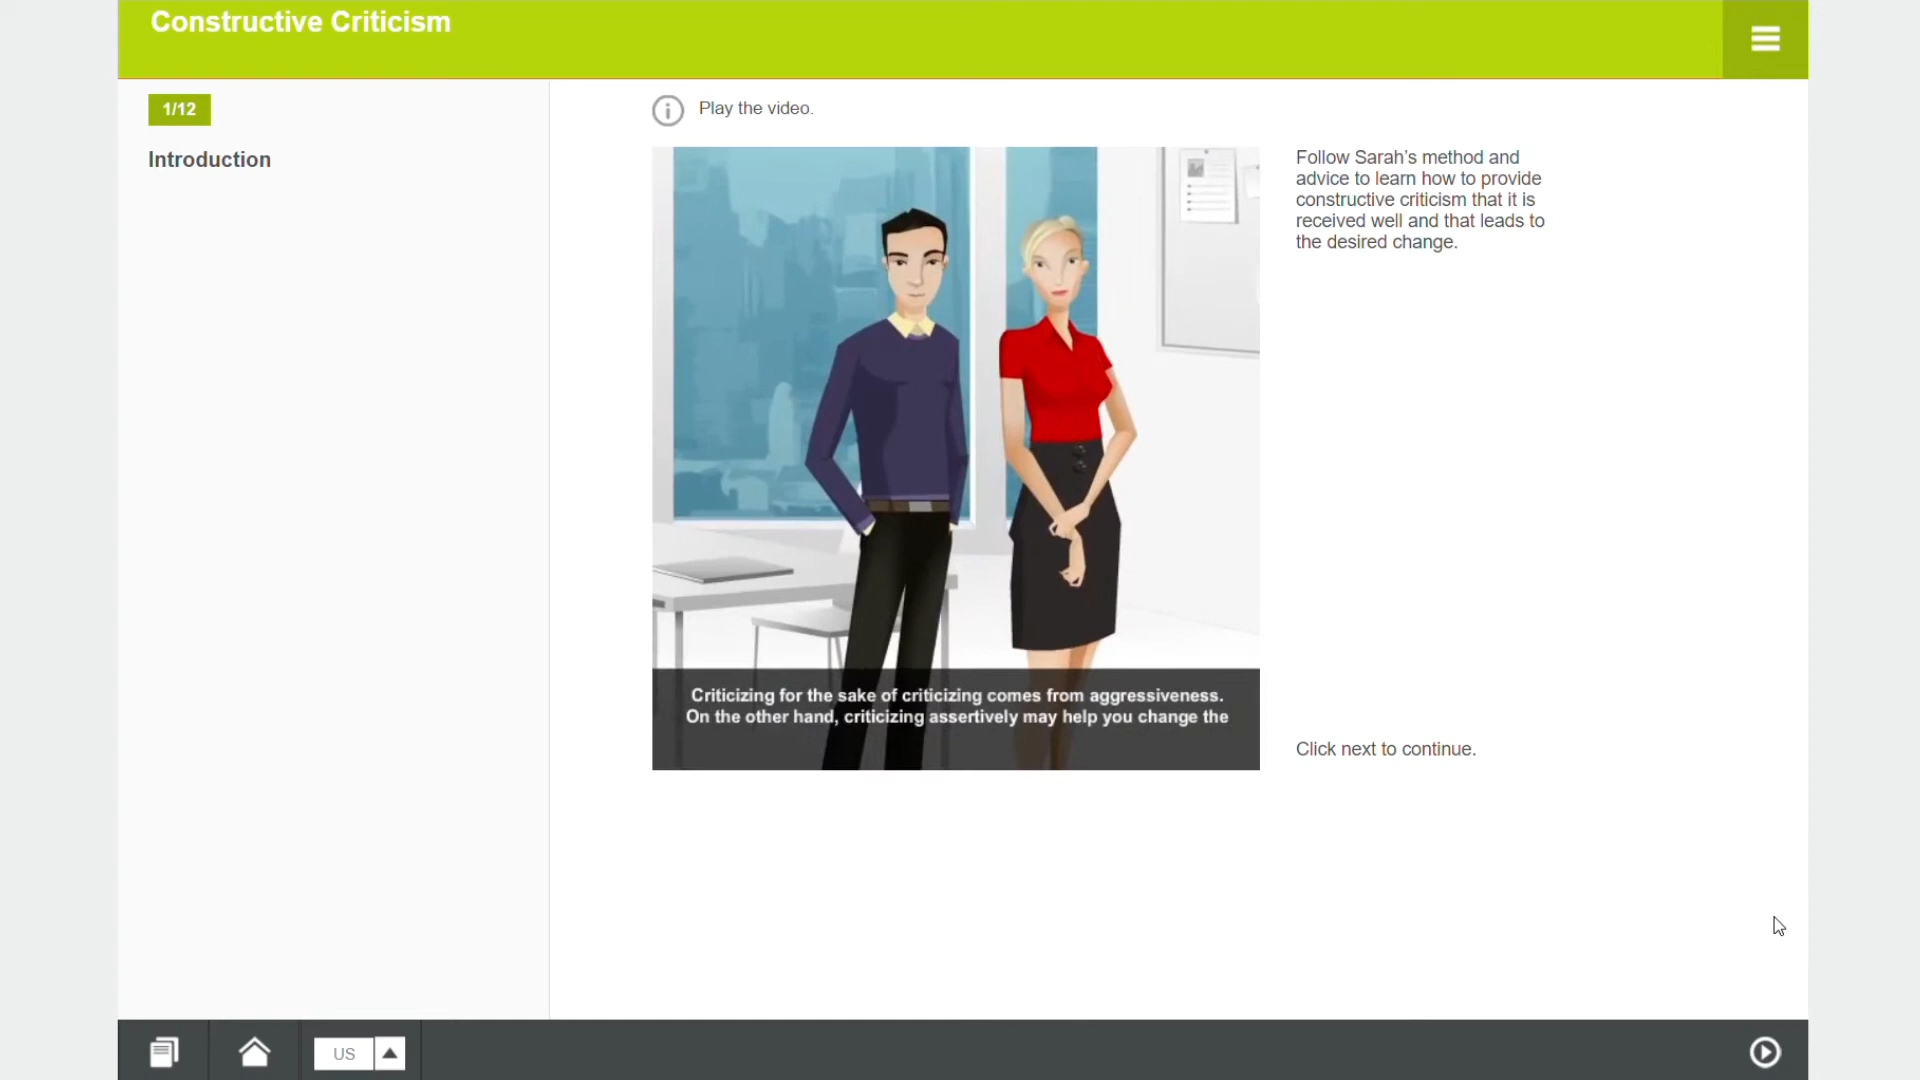 Constructive Criticism
1/12
Introduction
Play the video.
Follow Sarah's method and
advice to learn how to provide
constructive criticism that it is
received well and that leads to
the desired change.
Criticizing for the sake of criticizing comes from aggressiveness.
On the other hand, criticizing assertively may help you change the
Click next to continue.
US